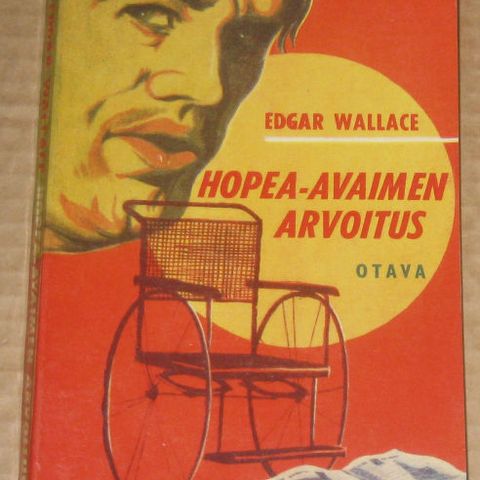 EDGAR WALLACE
HOPEA-AVAIMEN
ARVOITUS
OTAVA